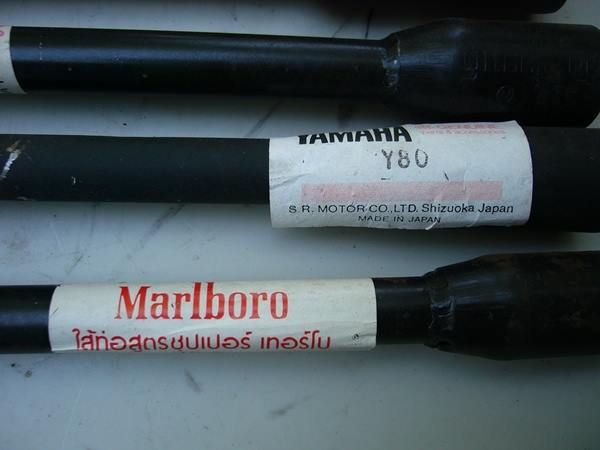 YAMAHA
Y80
S.R. MOTOR CO.,LTD. Shizuoka Japan
MADE IN JAPAN
Marlboro
ใส้ท่อสูตรซุปเปอร์ เทอร์โบ